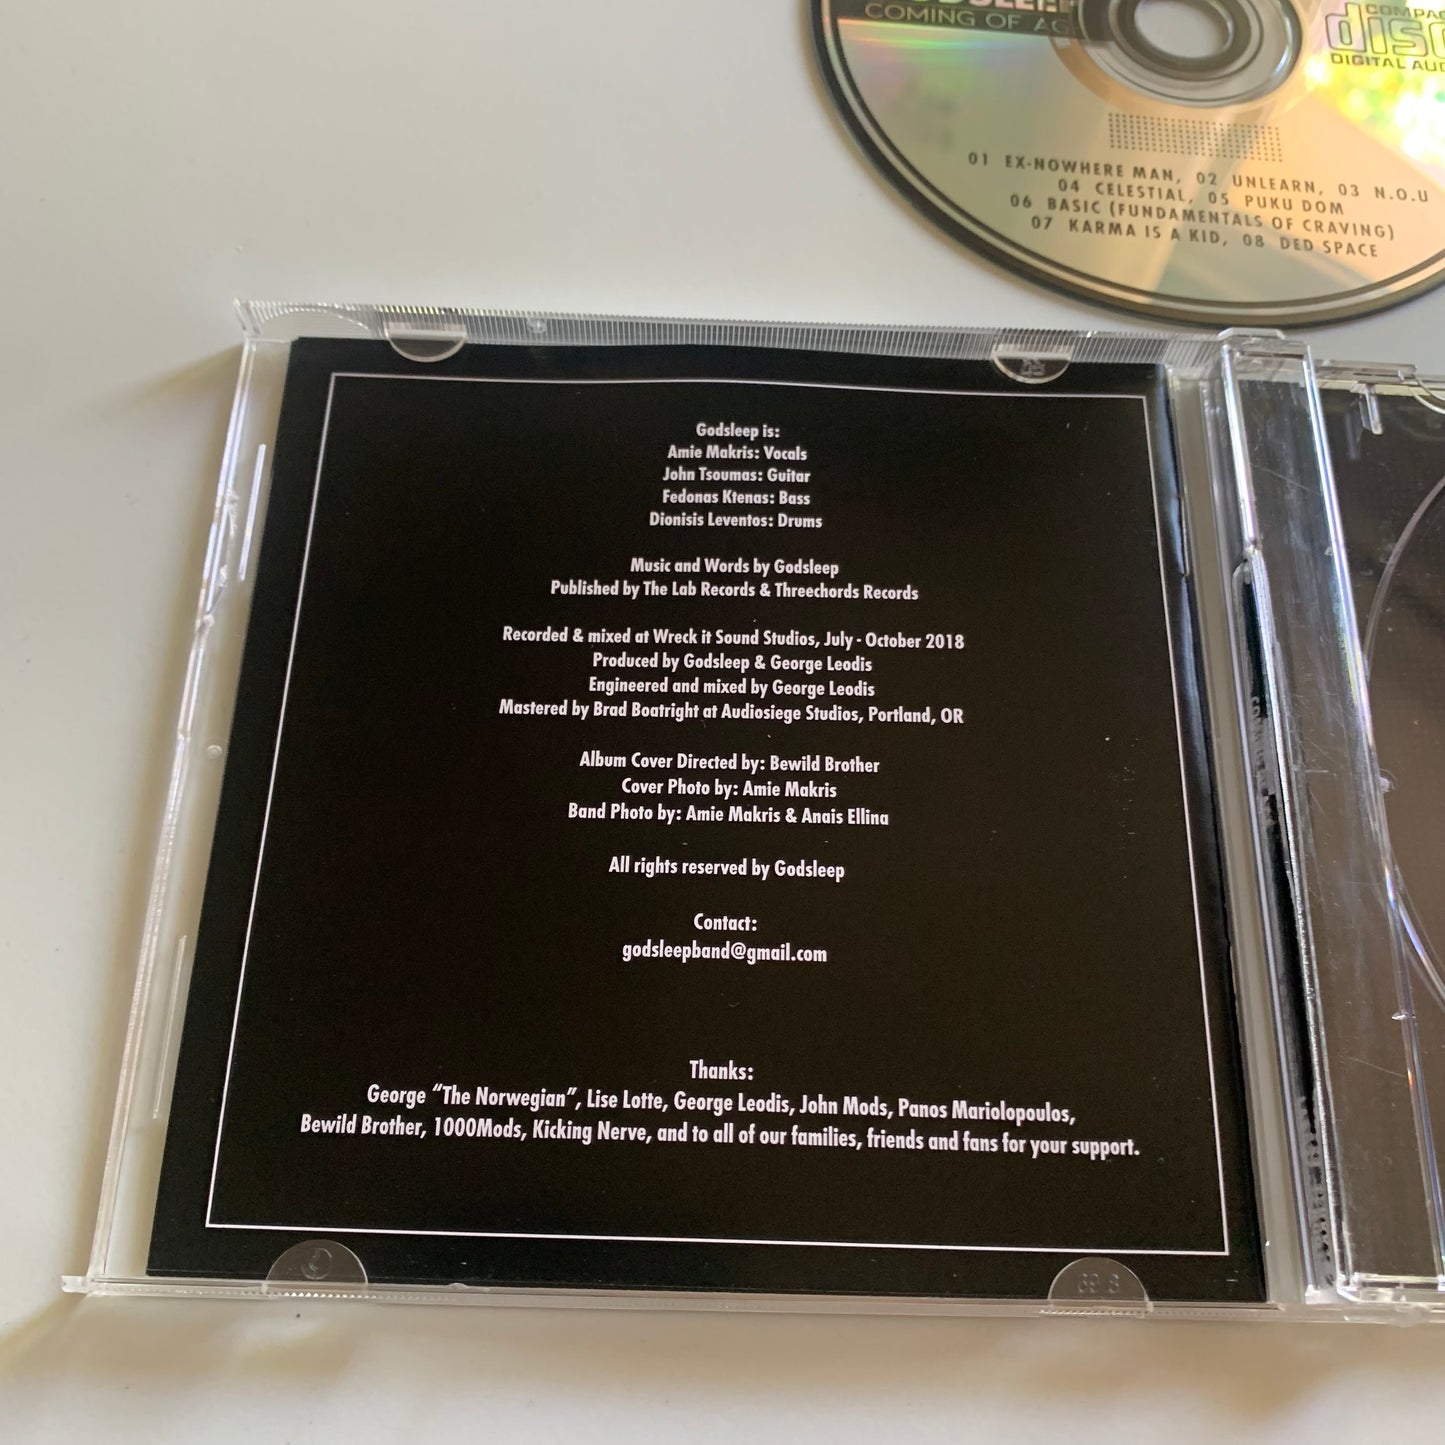 COMING OF
COMPA
disc
DIGITAL AUD
01 EX-NOWHERE MAN, 02 UNLEARN, 03 N.O.U
04 CELESTIAL, 05 PUKU DOM
06 BASIC (FUNDAMENTALS OF CRAVING)
07 KARMA IS A KID, 08 DED SPACE
Godsleep is:
Amie Makris: Vocals
John Tsoumas: Guitar
Fedonas Ktenas: Bass
Dionisis Leventos: Drums
Music and Words by Godsleep
Published by The Lab Records & Threechords Records
Recorded & mixed at Wreck it Sound Studios, July - October 2018
Produced by Godsleep & George Leodis
Engineered and mixed by George Leodis
Mastered by Brad Boatright at Audiosiege Studios, Portland, OR
Album Cover Directed by: Bewild Brother
Cover Photo by: Amie Makris
Band Photo by: Amie Makris & Anais Ellina
All rights reserved by Godsleep
Contact:
godsleepband@gmail.com
Thanks:
George “The Norwegian”, Lise Lotte, George Leodis, John Mods, Panos Mariolopoulos,
Bewild Brother, 1000Mods, Kicking Nerve, and to all of our families, friends and fans for your support.